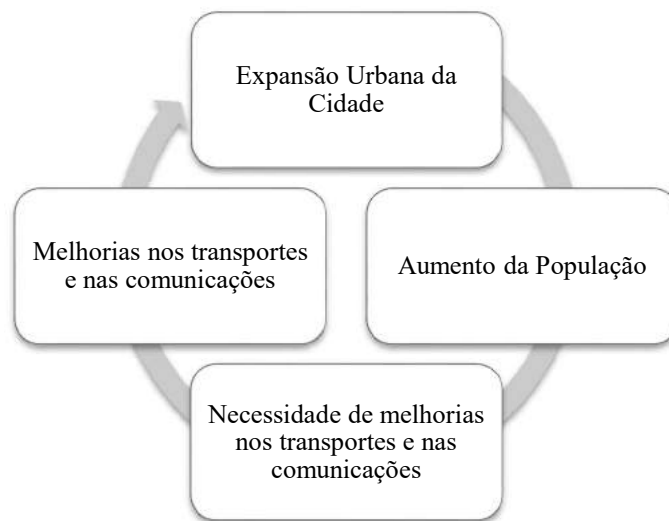 Expansão Urbana da
Cidade
Aumento da População
Necessidade de melhorias
nos transportes e nas
comunicações
Melhorias nos transportes
e nas comunicações